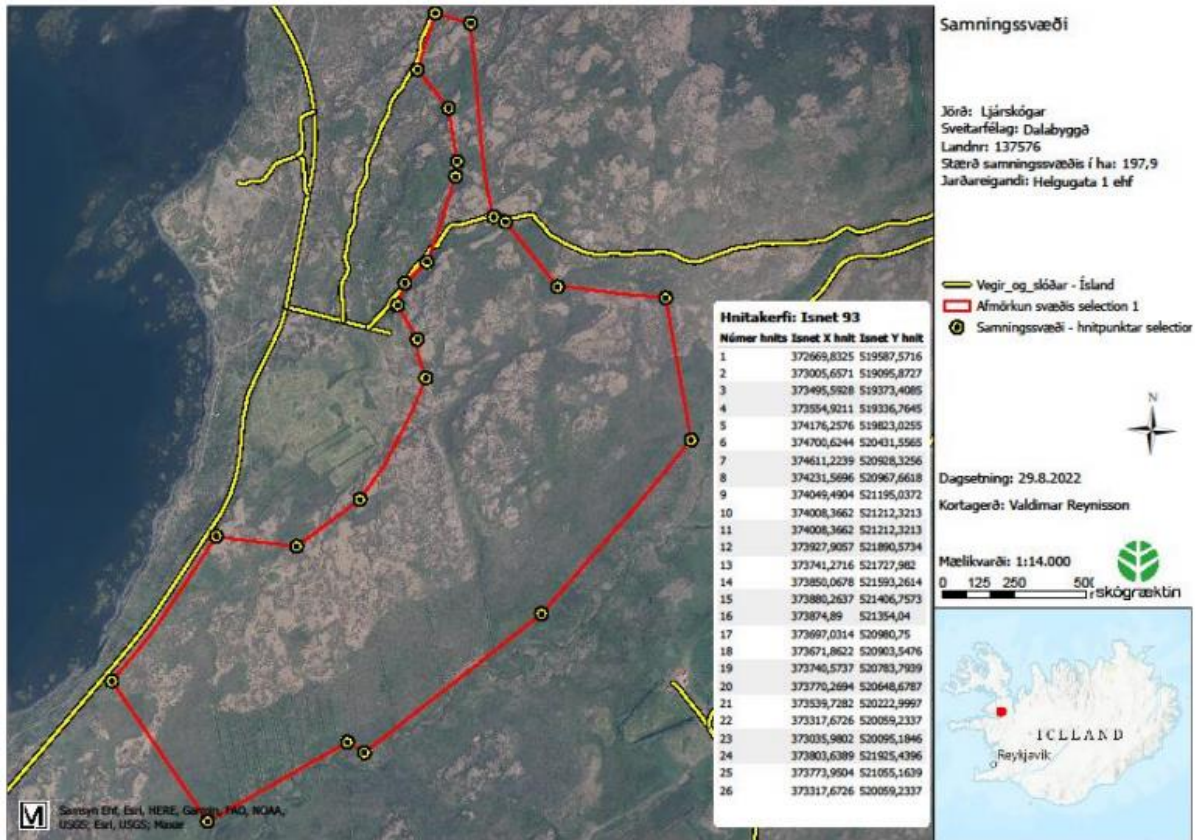 Samningssvæði
Jörð: Ljárskógar
Sveitarfélag: Dalabyggð
Landnr: 137576
Stærð samningssvæðis í ha: 197,9
Jarðareigandi: Helgugata 1 ehf
Vegir_og_slóðar - Ísland
Afmörkun svæðis selection 1
Samningssvæði - hnitpunktar selection
Hnitakerfi: Isnet 93
Númer hnits Isnet X hnit Isnet Y hnit
1 372669,8325 519587,5716
2 373005,6571 519095,8727
3 373495,5928 519373,4085
4 373554,9211 519336,7645
5 374176,2576 519823,0255
6 374700,6244 520431,5565
7 374611,2239 520928,3256
8 374231,5696 520967,6618
9 374049,4904 521195,0372
10 374008,3662 521212,3213
11 374008,3662 521212,3213
12 373927,9057 521890,5734
13 373741,2716 521727,982
14 373850,0678 521593,2614
15 373880,2637 521406,7573
16 373874,89 521354,04
17 373697,0314 520980,75
18 373671,8622 520903,5476
19 373740,5737 520783,7939
20 373770,2694 520648,6787
21 373539,7282 520222,9997
22 373317,6726 520059,2337
23 373035,9802 520095,1846
24 373803,6389 521925,4396
25 373773,9504 521055,1639
26 373317,6726 520059,2337
N
Dagsetning: 29.8.2022
Kortagerð: Valdimar Reynisson
Mælikvarði: 1:14.000
0 125 250 500
skógræktin
ICLLAND
Reykjavík
M
Samsyn Ehf, Esri, HERE, Garmin, FAO, NOAA,
USGS; Esri, USGS; Maxar